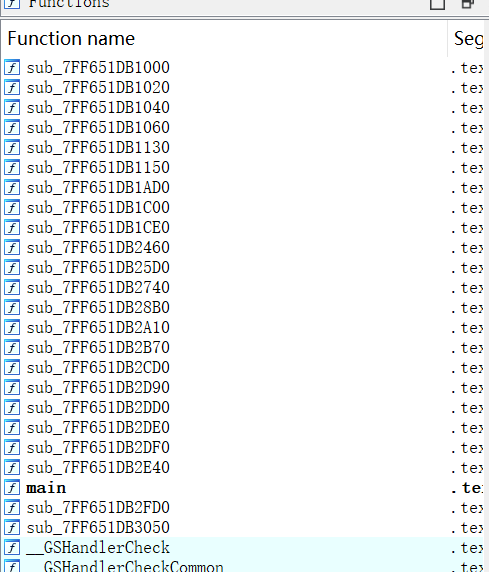 Functions
Function name Seg
sub_7FF651DB1000 .tex
sub_7FF651DB1020 .tex
sub_7FF651DB1040 .tex
sub_7FF651DB1060 .tex
sub_7FF651DB1130 .tex
sub_7FF651DB1150 .tex
sub_7FF651DB1AD0 .tex
sub_7FF651DB1C00 .tex
sub_7FF651DB1CE0 .tex
sub_7FF651DB2460 .tex
sub_7FF651DB25D0 .tex
sub_7FF651DB2740 .tex
sub_7FF651DB28B0 .tex
sub_7FF651DB2A10 .tex
sub_7FF651DB2B70 .tex
sub_7FF651DB2CD0 .tex
sub_7FF651DB2D90 .tex
sub_7FF651DB2DD0 .tex
sub_7FF651DB2DE0 .tex
sub_7FF651DB2DF0 .tex
sub_7FF651DB2E40 .tex
main .te
sub_7FF651DB2FD0 .tex
sub_7FF651DB3050 .tex
__GSHandlerCheck .tex
__GSHandlerCheckCommon .tex